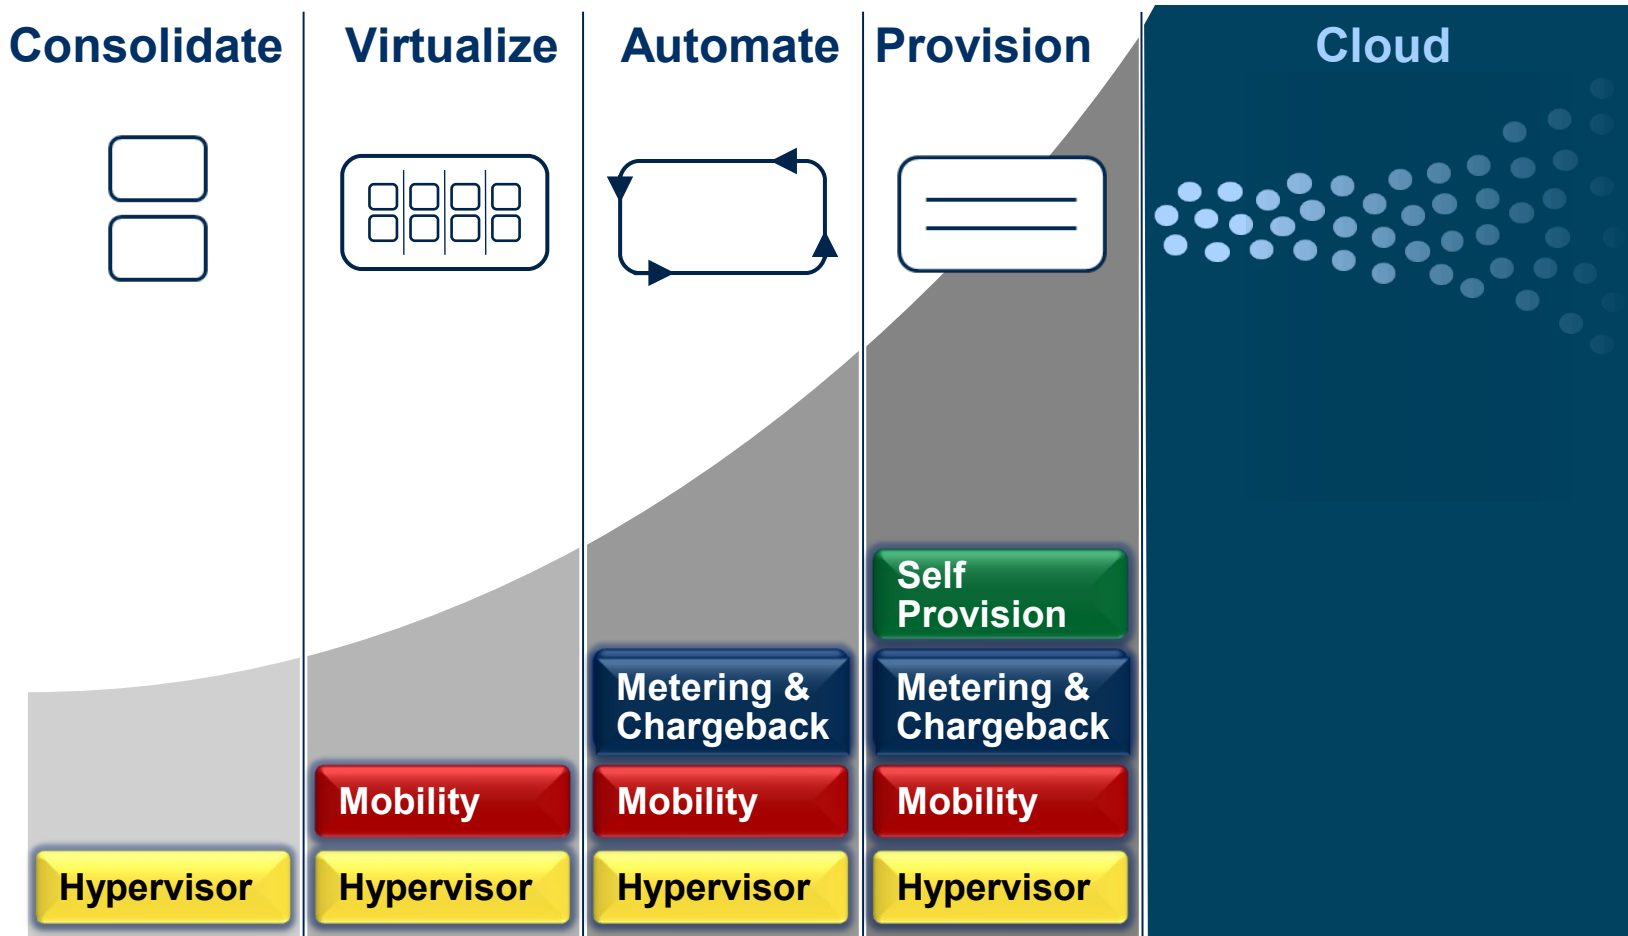 Consolidate
Virtualize
Automate
Provision
Cloud
Self
Provision
Metering &
Chargeback
Metering &
Chargeback
Mobility
Mobility
Mobility
Hypervisor
Hypervisor
Hypervisor
Hypervisor